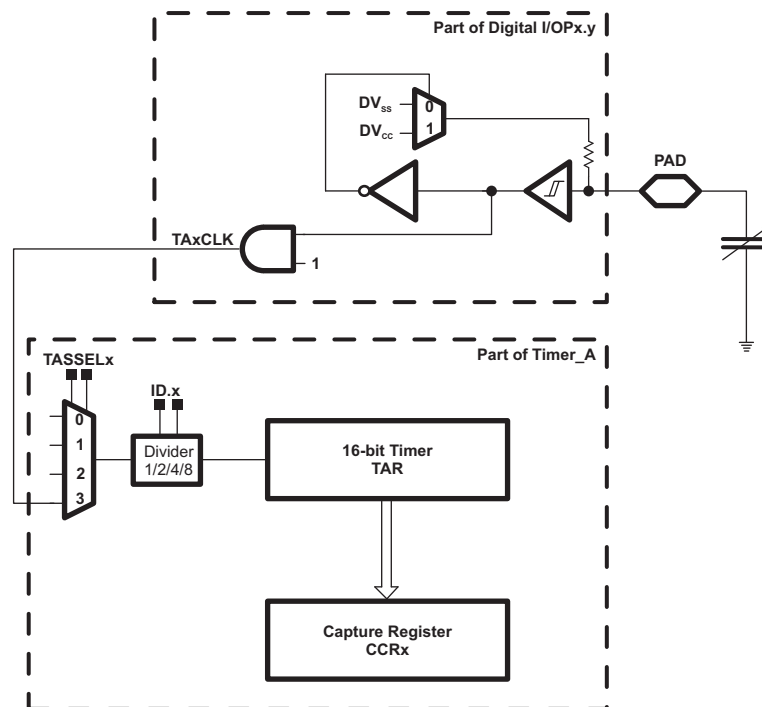 Part of Digital I/OPx.y
DVss
0
DVcc
1
PAD
TAxCLK
1
Part of Timer_A
TASSELx
ID.x
0
1
2
3
Divider
1/2/4/8
16-bit Timer
TAR
Capture Register
CCRx